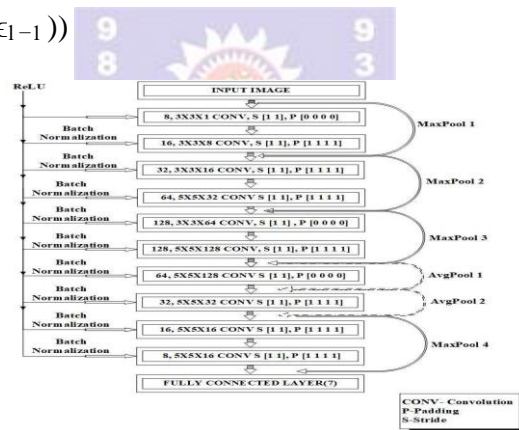 ϵl−1 ))
9 9
8 3
ReLU
INPUT IMAGE
8, 3X3X1 CONV, S [1 1], P [0 0 0 0]
MaxPool 1
Batch
Normalization
16, 3X3X8 CONV, S [1 1], P [1 1 1 1]
Batch
Normalization
32, 3X3X16 CONV, S [1 1], P [1 1 1 1]
MaxPool 2
Batch
Normalization
64, 5X5X32 CONV, S [1 1], P [1 1 1 1]
Batch
Normalization
128, 3X3X64 CONV, S [1 1] , P [0 0 0 0]
MaxPool 3
Batch
Normalization
128, 5X5X128 CONV, S [1 1], P[1 1 1 1]
Batch
Normalization
64, 5X5X128 CONV, S [1 1], P [0 0 0 0]
AvgPool 1
Batch
Normalization
32, 5X5X32 CONV S [1 1], P [1 1 1 1]
AvgPool 2
Batch
Normalization
16, 5X5X16 CONV S [1 1], P [1 1 1 1]
MaxPool 4
Batch
Normalization
8, 5X5X16 CONV S [1 1], P [1 1 1 1]
FULLY CONNECTED LAYER(7)
CONV- Convolution
P-Padding
S-Stride